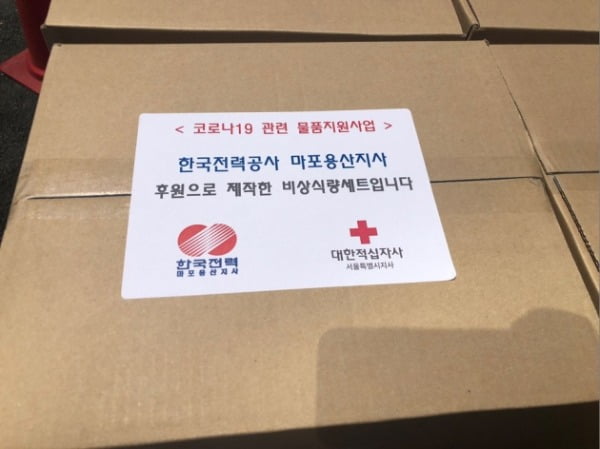 < 코로나19 관련 물품지원사업 >
한국전력공사 마포용산지사
후원으로 제작한 비상식량세트입니다
한국전력
마포용산지사
대한적십자사
서울특별시지사